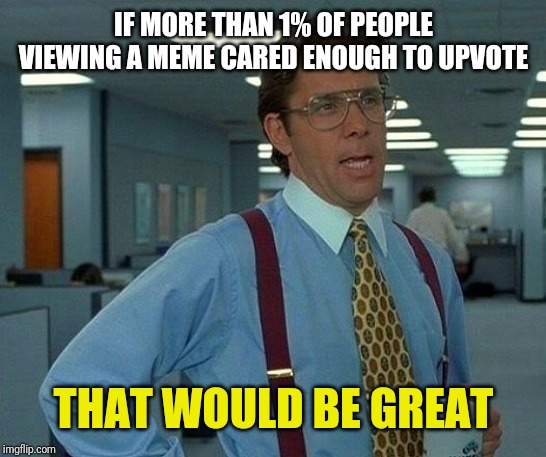 IF MORE THAN 1% OF PEOPLE
VIEWING A MEME CARED ENOUGH TO UPVOTE
THAT WOULD BE GREAT
imgflip.com